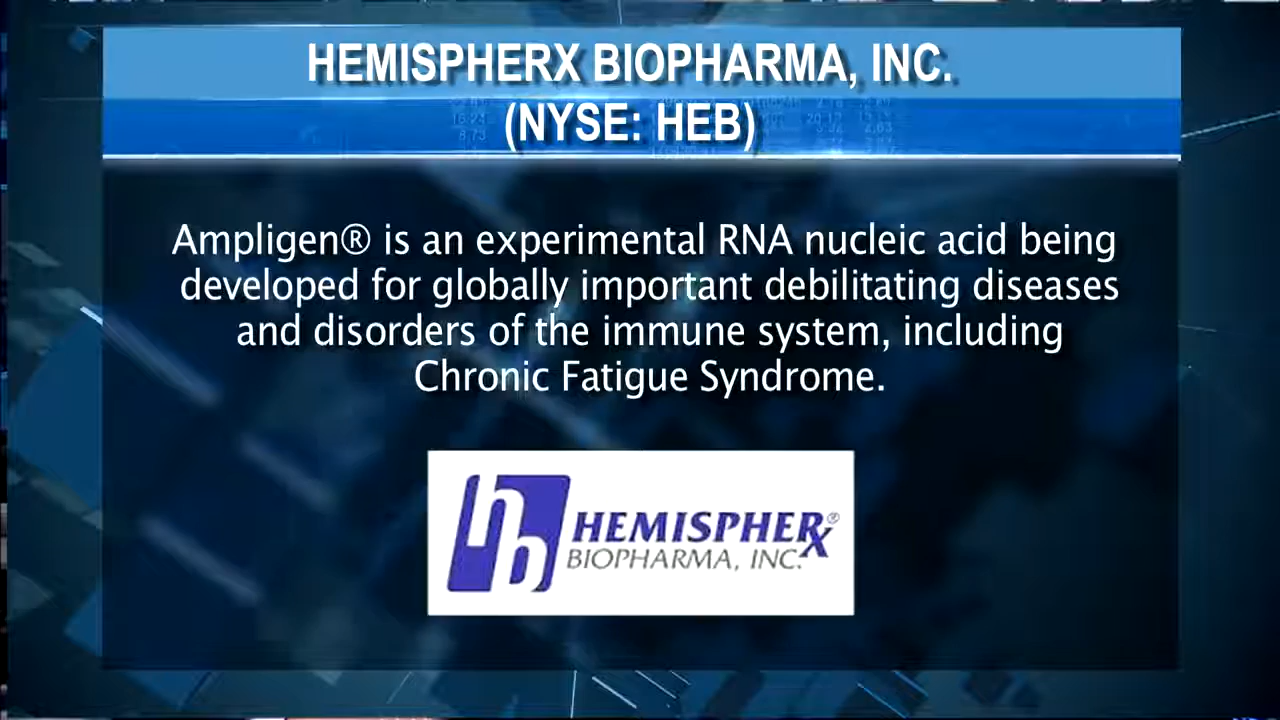 HEMISPHERX BIOPHARMA, INC.
(NYSE: HEB)
Ampligen® is an experimental RNA nucleic acid being
developed for globally important debilitating diseases
and disorders of the immune system, including
Chronic Fatigue Syndrome.
HEMISPHERx®
BIOPHARMA, INC.